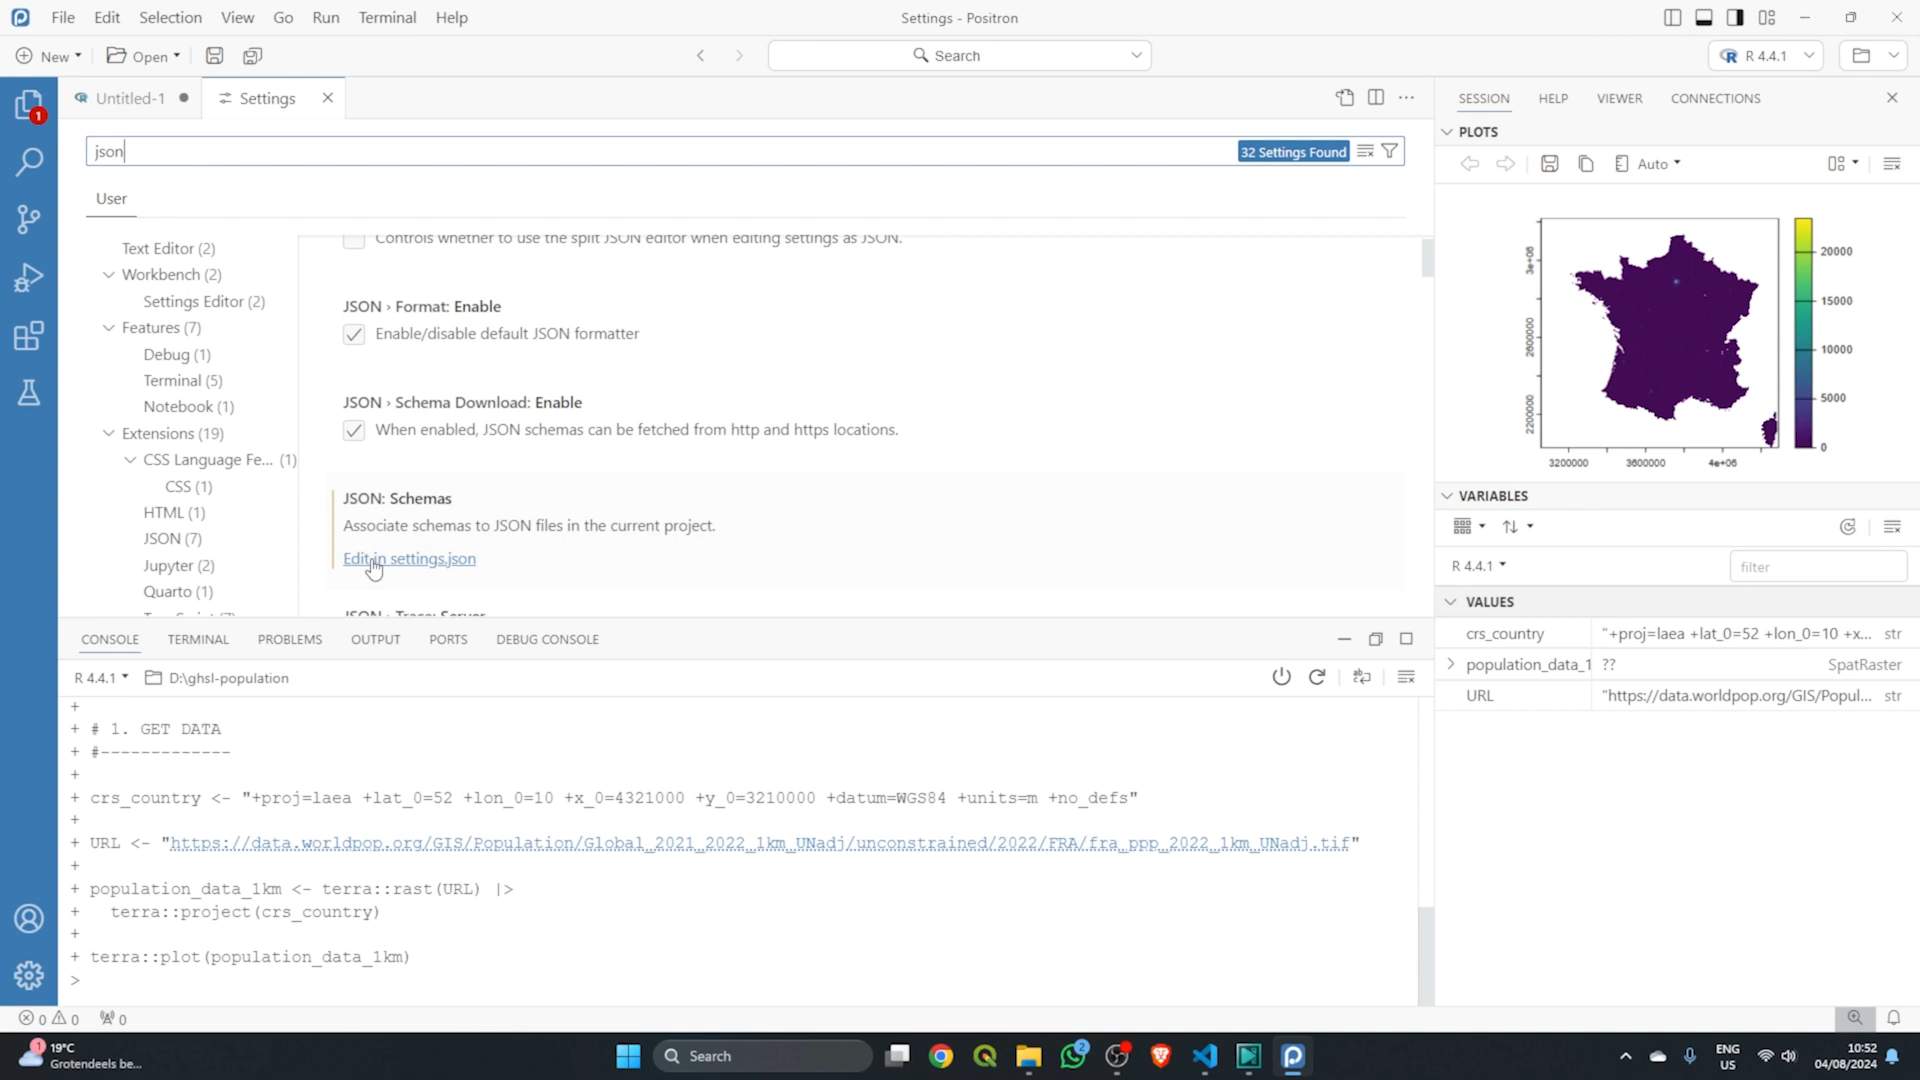 File Edit Selection View Go Run Terminal Help
Settings - Positron
New Open
Search
R 4.4.1
1
Untitled-1 Settings
SESSION HELP VIEWER CONNECTIONS
json
32 Settings Found
PLOTS
Auto
User
Text Editor (2)
Workbench (2)
Settings Editor (2)
Features (7)
Debug (1)
Terminal (5)
Notebook (1)
Extensions (19)
CSS Language Fe... (1)
CSS (1)
HTML (1)
JSON (7)
Jupyter (2)
Quarto (1)
Controls whether to use the split JSON editor when editing settings as JSON.
JSON › Format: Enable
Enable/disable default JSON formatter
JSON › Schema Download: Enable
When enabled, JSON schemas can be fetched from http and https locations.
JSON: Schemas
Associate schemas to JSON files in the current project.
Edit in settings.json
JSON › Trace: Server
3e+06
2600000
2200000
3200000 3600000 4e+06
20000
15000
10000
5000
0
VARIABLES
R 4.4.1
filter
VALUES
crs_country "+proj=laea +lat_0=52 +lon_0=10 +x... str
population_data_1 ?? SpatRaster
URL "https://data.worldpop.org/GIS/Popul... str
CONSOLE TERMINAL PROBLEMS OUTPUT PORTS DEBUG CONSOLE
R 4.4.1 D:\ghsl-population
+
+ # 1. GET DATA
+ #-------------
+
+ crs_country <- "+proj=laea +lat_0=52 +lon_0=10 +x_0=4321000 +y_0=3210000 +datum=WGS84 +units=m +no_defs"
+
+ URL <- "https://data.worldpop.org/GIS/Population/Global_2021_2022_1km_UNadj/unconstrained/2022/FRA/fra_ppp_2022_1km_UNadj.tif"
+
+ population_data_1km <- terra::rast(URL) |>
+ terra::project(crs_country)
+
+ terra::plot(population_data_1km)
>
0 0 0
1
19°C
Grotendeels be...
Search
2
ENG
US
10:52
04/08/2024